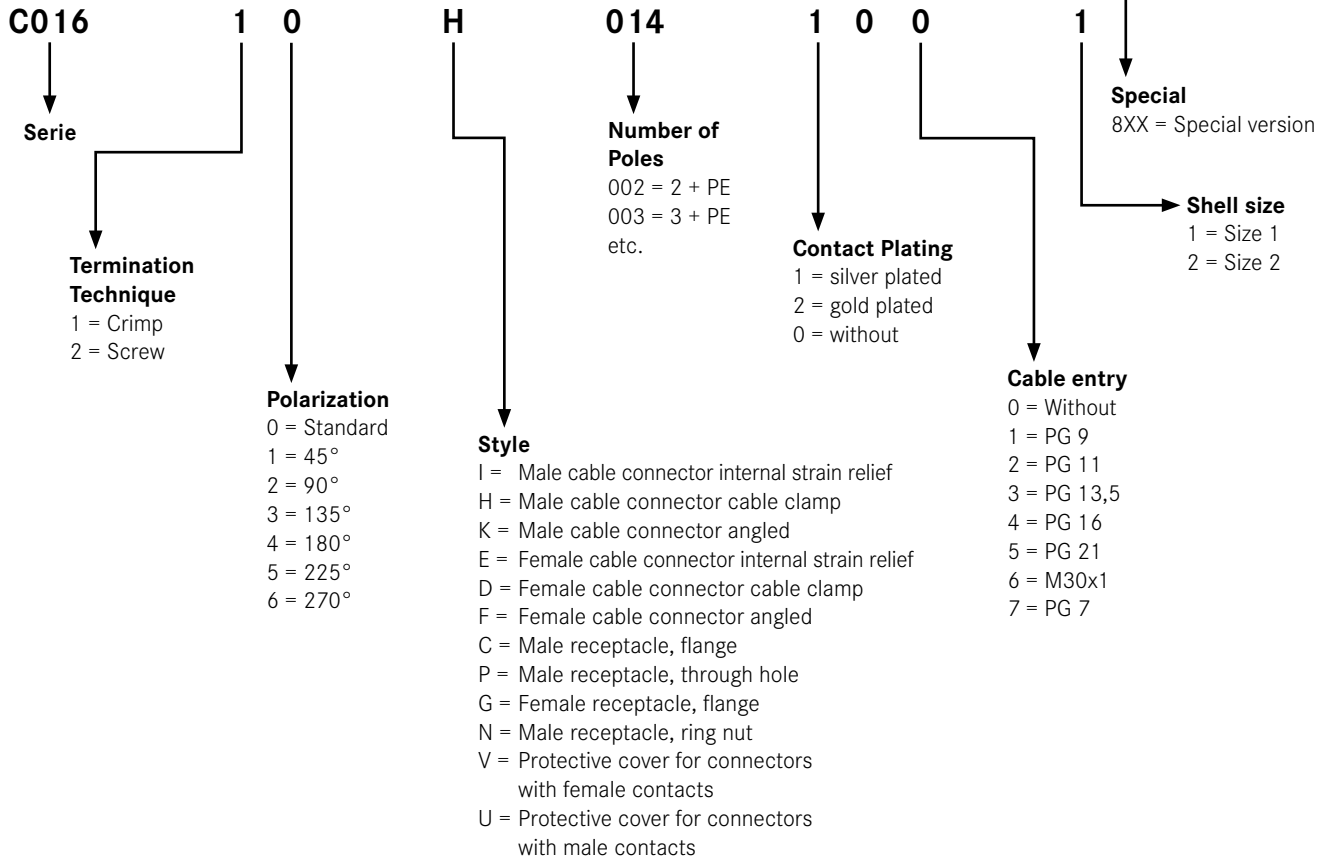 C016 1 0 H 014 1 0 0 1
Serie
Termination
Technique
1 = Crimp
2 = Screw
Polarization
0 = Standard
1 = 45°
2 = 90°
3 = 135°
4 = 180°
5 = 225°
6 = 270°
Style
I = Male cable connector internal strain relief
H = Male cable connector cable clamp
K = Male cable connector angled
E = Female cable connector internal strain relief
D = Female cable connector cable clamp
F = Female cable connector angled
C = Male receptacle, flange
P = Male receptacle, through hole
G = Female receptacle, flange
N = Male receptacle, ring nut
V = Protective cover for connectors
with female contacts
U = Protective cover for connectors
with male contacts
Number of
Poles
002 = 2 + PE
003 = 3 + PE
etc.
Contact Plating
1 = silver plated
2 = gold plated
0 = without
Cable entry
0 = Without
1 = PG 9
2 = PG 11
3 = PG 13,5
4 = PG 16
5 = PG 21
6 = M30x1
7 = PG 7
Shell size
1 = Size 1
2 = Size 2
Special
8XX = Special version